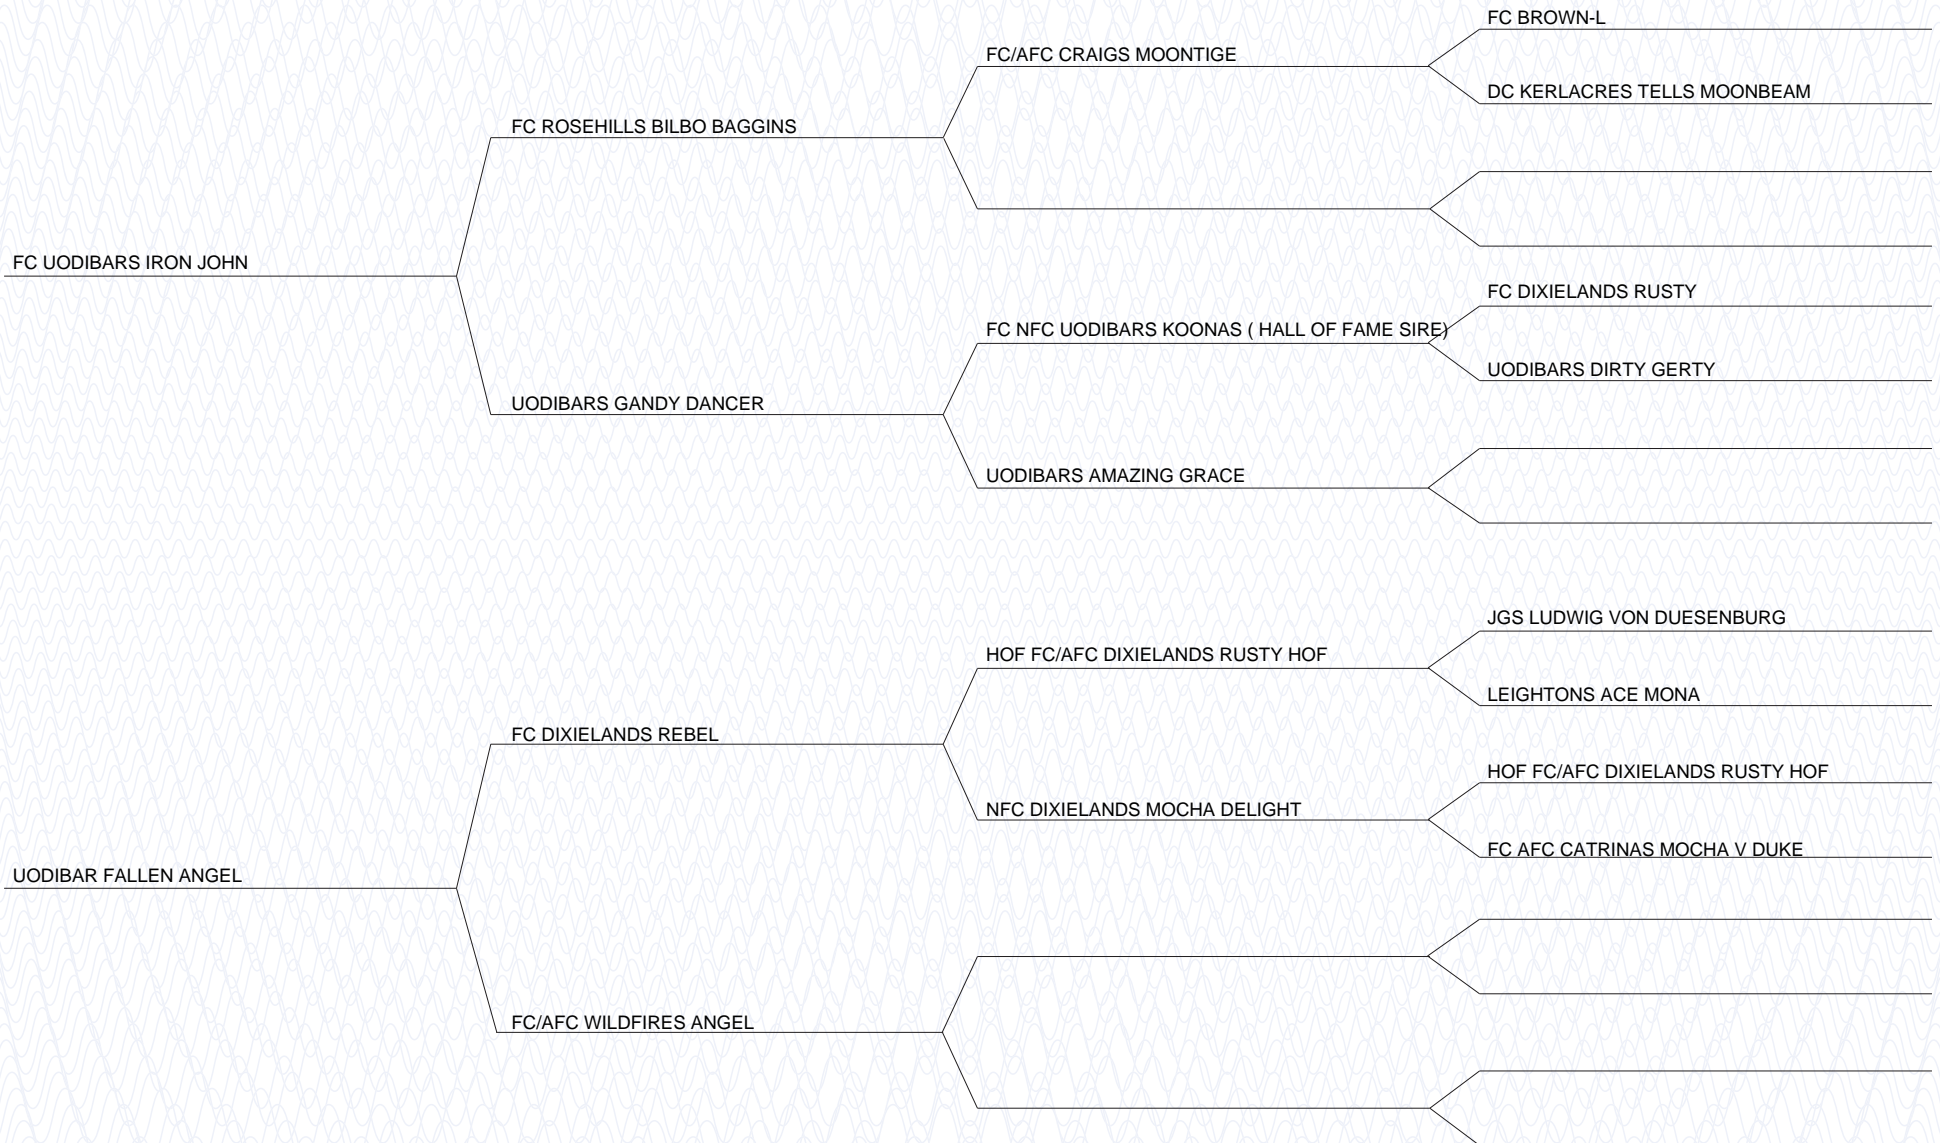 FC BROWN-L
FC/AFC CRAIGS MOONTIGE
DC KERLACRES TELLS MOONBEAM
FC ROSEHILLS BILBO BAGGINS
FC UODIBARS IRON JOHN
FC DIXIELANDS RUSTY
FC NFC UODIBARS KOONAS ( HALL OF FAME SIRE)
UODIBARS DIRTY GERTY
UODIBARS GANDY DANCER
UODIBARS AMAZING GRACE
JGS LUDWIG VON DUESENBURG
HOF FC/AFC DIXIELANDS RUSTY HOF
LEIGHTONS ACE MONA
FC DIXIELANDS REBEL
HOF FC/AFC DIXIELANDS RUSTY HOF
NFC DIXIELANDS MOCHA DELIGHT
FC AFC CATRINAS MOCHA V DUKE
UODIBAR FALLEN ANGEL
FC/AFC WILDFIRES ANGEL